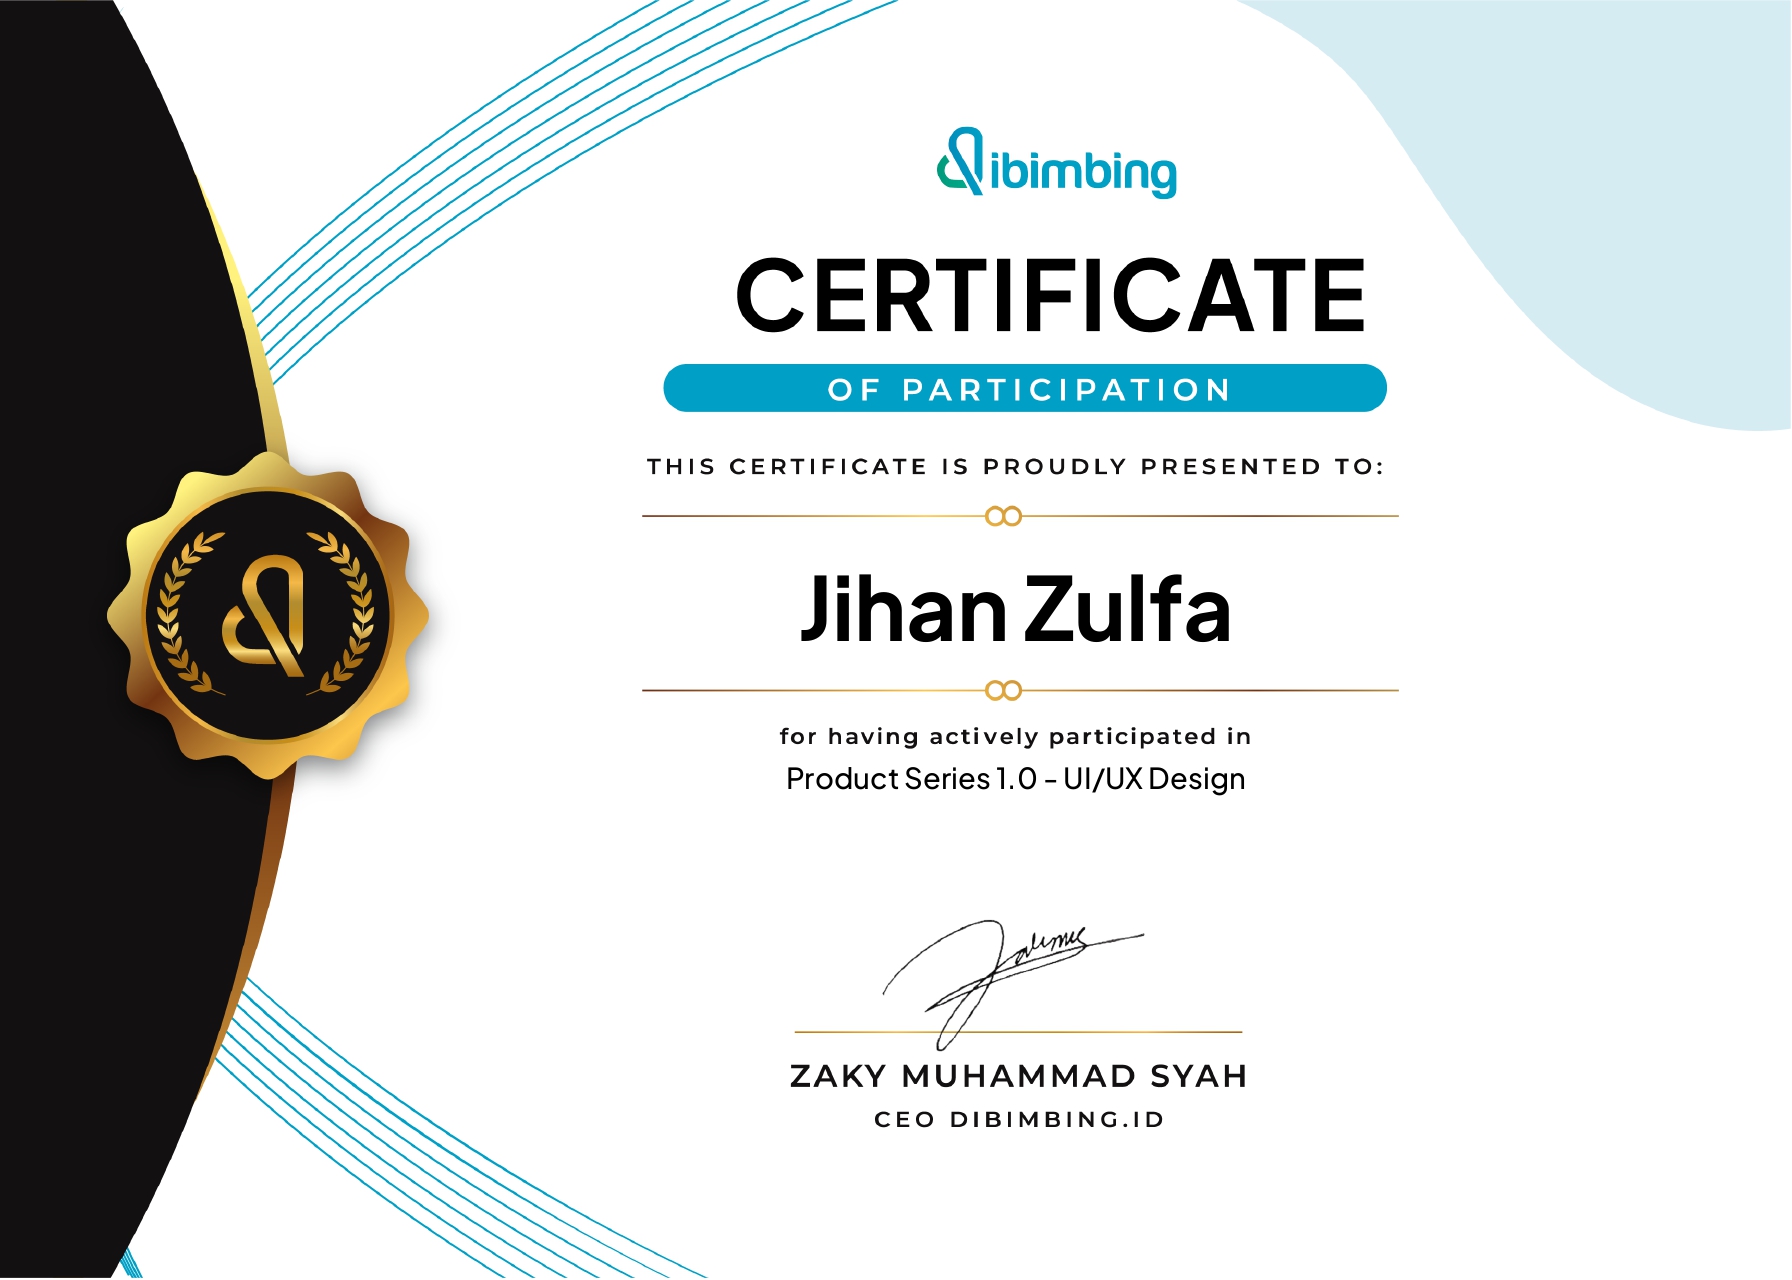 dibimbing
CERTIFICATE
OF PARTICIPATION
THIS CERTIFICATE IS PROUDLY PRESENTED TO:
Jihan Zulfa
for having actively participated in
Product Series 1.0 - UI/UX Design
ZAKY MUHAMMAD SYAH
CEO DIBIMBING.ID